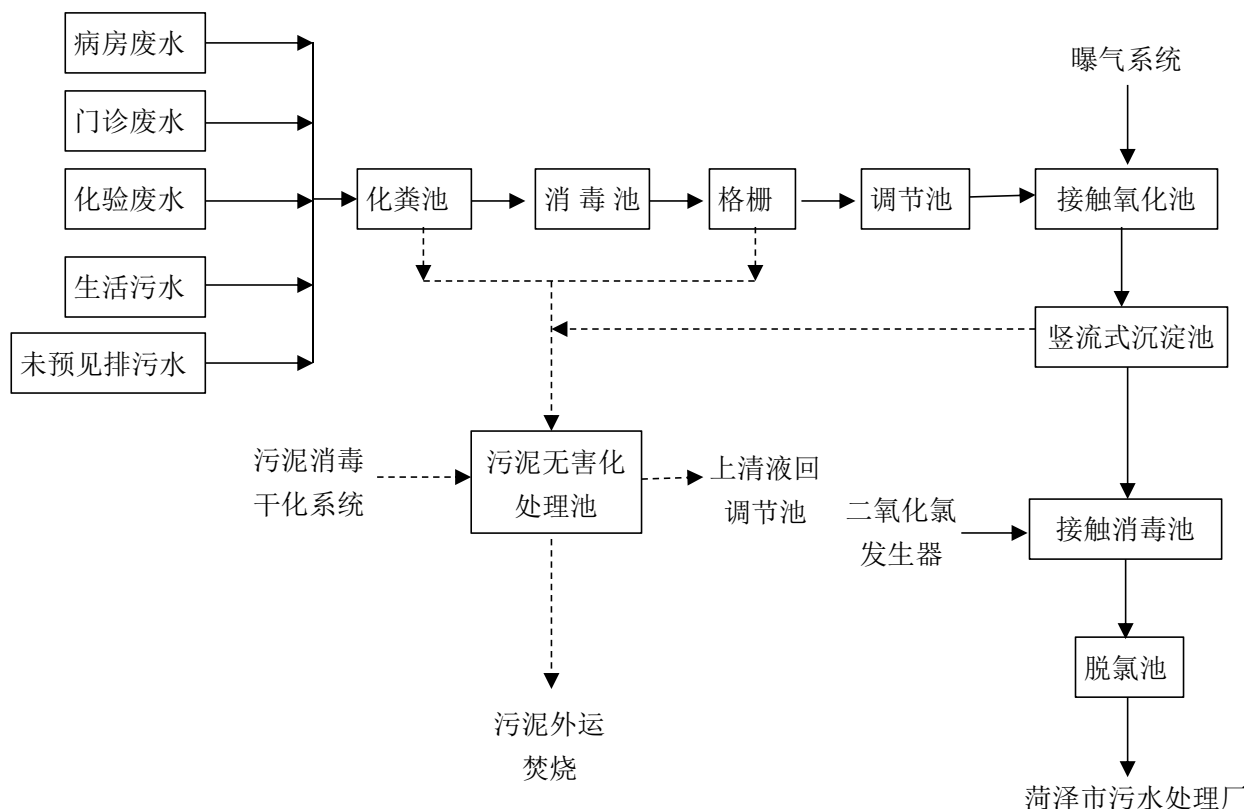 病房废水
门诊废水
化验废水
生活污水
未预见排污水
化粪池
消 毒 池
格栅
调节池
曝气系统
接触氧化池
竖流式沉淀池
污泥消毒
干化系统
污泥无害化
处理池
上清液回
调节池
二氧化氯
发生器
接触消毒池
脱氯池
污泥外运
焚烧
菏泽市污水处理厂